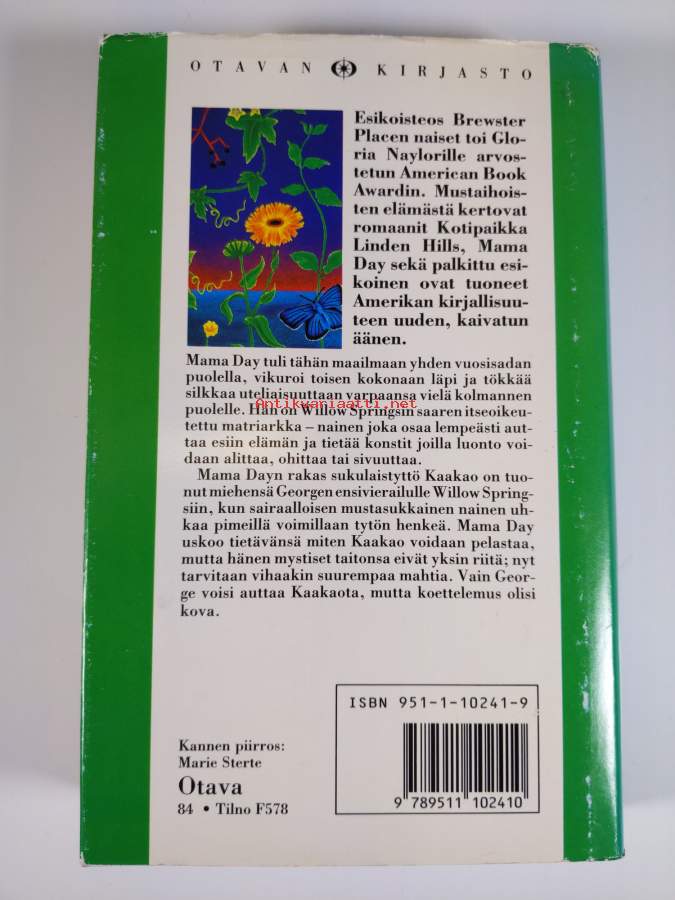 OTAVAN KIRJASTO
Esikoisteos Brewster
Placen naiset toi Glo-
ria Naylorille arvos-
tetun American Book
Awardin. Mustaihois-
ten elämästä kertovat
romaanit Kotipaikka
Linden Hills, Mama
Day sekä palkittu esi-
koinen ovat tuoneet
Amerikan kirjallisuu-
teen uuden, kaivatun
äänen.
Mama Day tuli tähän maailmaan yhden vuosisadan
puolella, vikuroi toisen kokonaan läpi ja tökkää
silkkaa uteliaisuuttaan varpaansa vielä kolmannen
Antikvariaatti.net
puolelle. Hän on Willow Springsin saaren itseoikeu-
tettu matriarkka – nainen joka osaa lempeästi aut-
taa esiin elämän ja tietää konstit joilla luonto voi-
daan alittaa, ohittaa tai sivuuttaa.
Mama Dayn rakas sukulaistyttö Kaakao on tuo-
nut miehensä Georgen ensivierailulle Willow Spring-
siin, kun sairaalloisen mustasukkainen nainen uh-
kaa pimeillä voimillaan tytön henkeä. Mama Day
uskoo tietävänsä miten Kaakao voidaan pelastaa,
mutta hänen mystiset taitonsa eivät yksin riitä; nyt
tarvitaan vihaakin suurempaa mahtia. Vain Geor-
ge voisi auttaa Kaakaota, mutta koettelemus olisi
kova.
ISBN 951-1-10241-9
Kannen piirros:
Marie Sterte
Otava
84 • Tilno F578
9 789511 102410